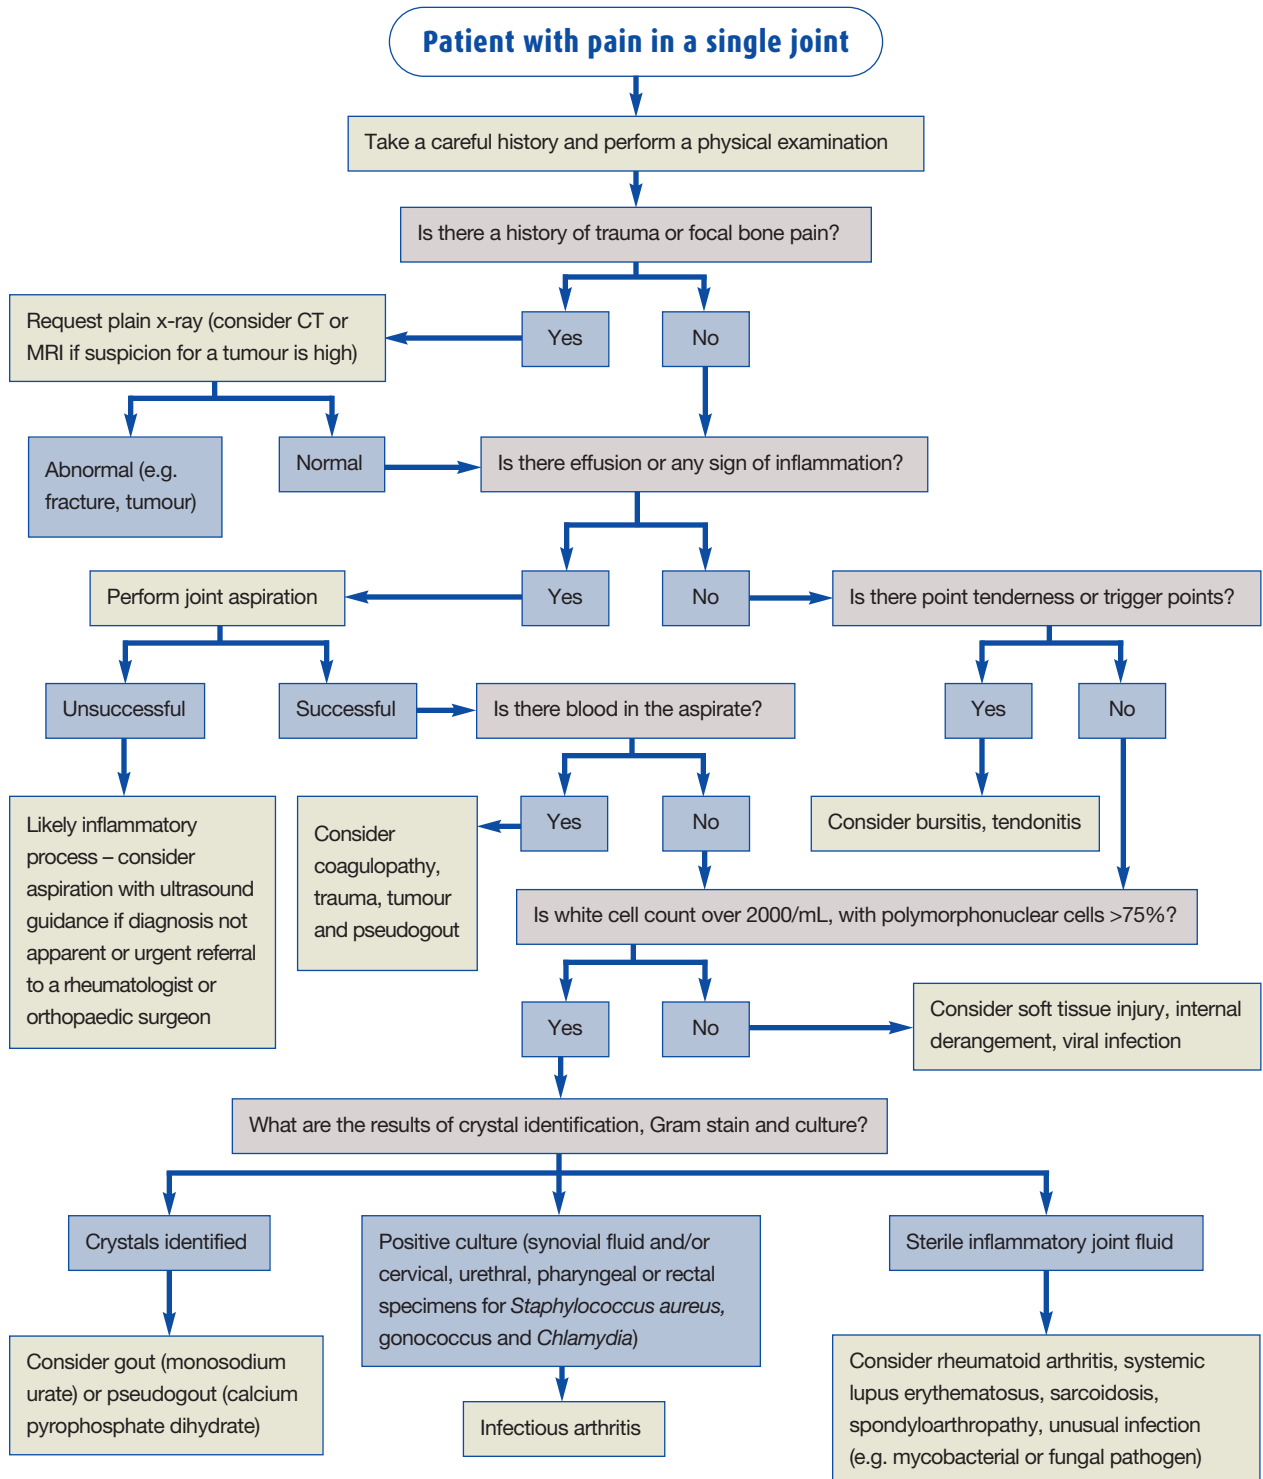 Patient with pain in a single joint
Take a careful history and perform a physical examination
Is there a history of trauma or focal bone pain?
Yes
No
Request plain x-ray (consider CT or
MRI if suspicion for a tumour is high)
Abnormal (e.g.
fracture, tumour)
Normal
Is there effusion or any sign of inflammation?
Yes
No
Perform joint aspiration
Is there point tenderness or trigger points?
Unsuccessful
Successful
Is there blood in the aspirate?
Yes
No
Likely inflammatory
process – consider
aspiration with ultrasound
guidance if diagnosis not
apparent or urgent referral
to a rheumatologist or
orthopaedic surgeon
Consider
coagulopathy,
trauma, tumour
and pseudogout
Yes
No
Consider bursitis, tendonitis
Is white cell count over 2000/mL, with polymorphonuclear cells >75%?
Yes
No
Consider soft tissue injury, internal
derangement, viral infection
What are the results of crystal identification, Gram stain and culture?
Crystals identified
Positive culture (synovial fluid and/or
cervical, urethral, pharyngeal or rectal
specimens for Staphylococcus aureus,
gonococcus and Chlamydia)
Sterile inflammatory joint fluid
Consider gout (monosodium
urate) or pseudogout (calcium
pyrophosphate dihydrate)
Infectious arthritis
Consider rheumatoid arthritis, systemic
lupus erythematosus, sarcoidosis,
spondyloarthropathy, unusual infection
(e.g. mycobacterial or fungal pathogen)